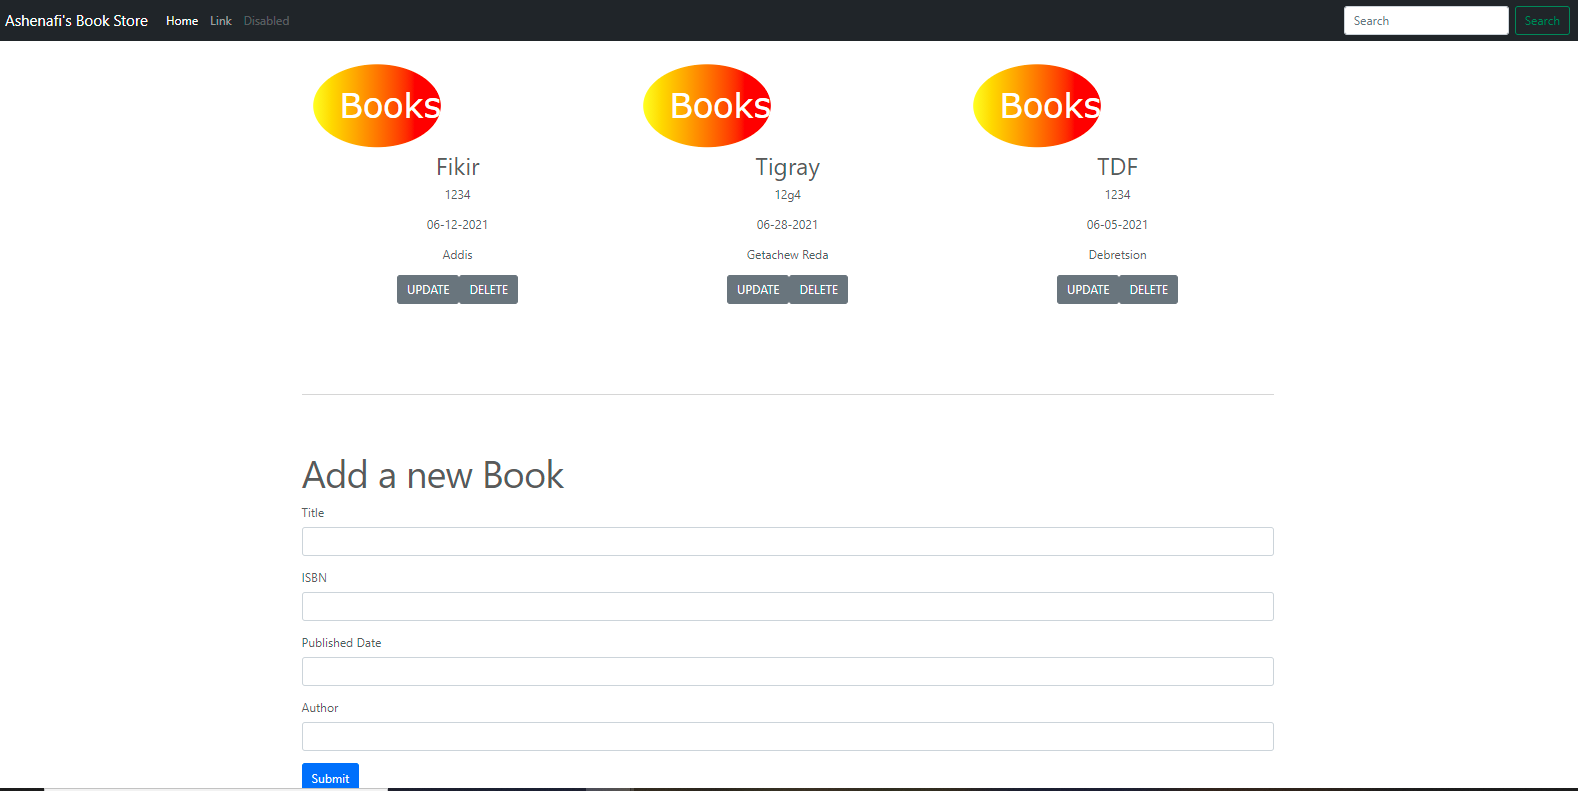 Ashenafi's Book Store Home Link Disabled Search Search
Books Books Books
Fikir Tigray TDF
1234 12g4 1234
06-12-2021 06-28-2021 06-05-2021
Addis Getachew Reda Debretsion
UPDATE DELETE UPDATE DELETE UPDATE DELETE
Add a new Book
Title
ISBN
Published Date
Author
Submit